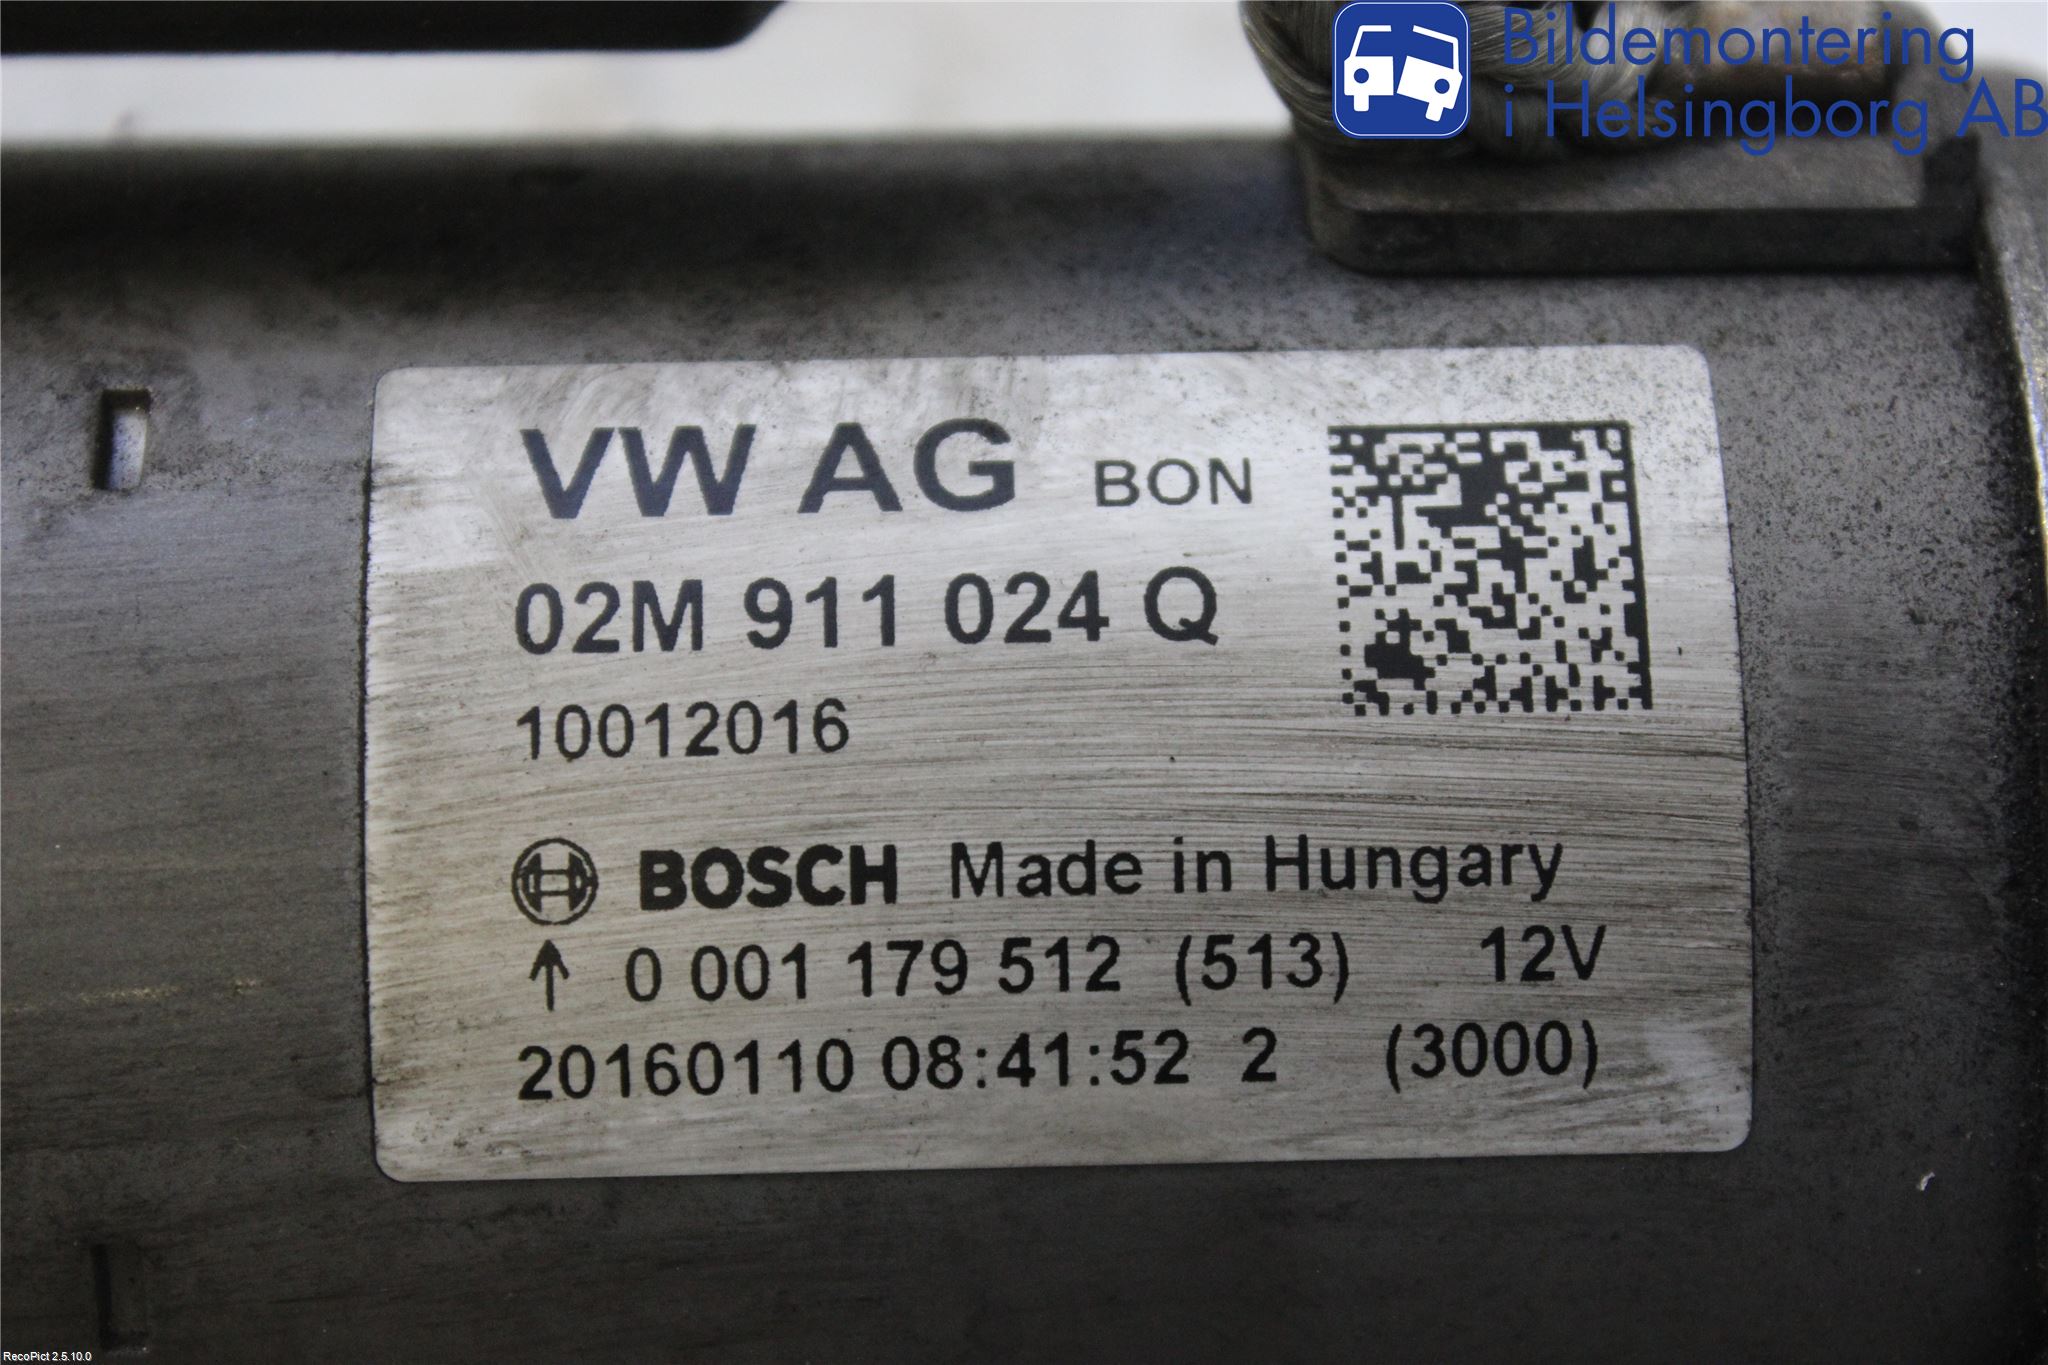 Bildemontering
i Helsingborg AB
VW AG BON
02M 911 024 Q
10012016
BOSCH Made in Hungary
↑ 0 001 179 512 (513) 12V
20160110 08:41:52 2 (3000)
RecoPict 2.5.10.0